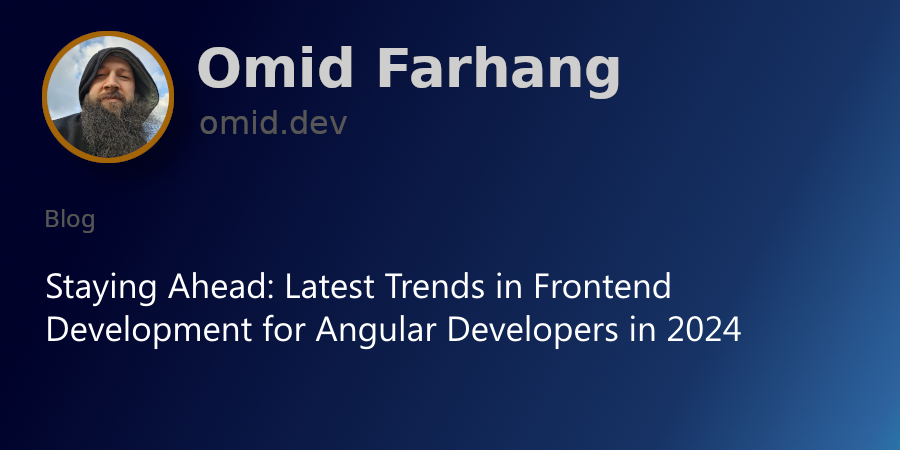 Omid Farhang
omid.dev
Blog
Staying Ahead: Latest Trends in Frontend
Development for Angular Developers in 2024